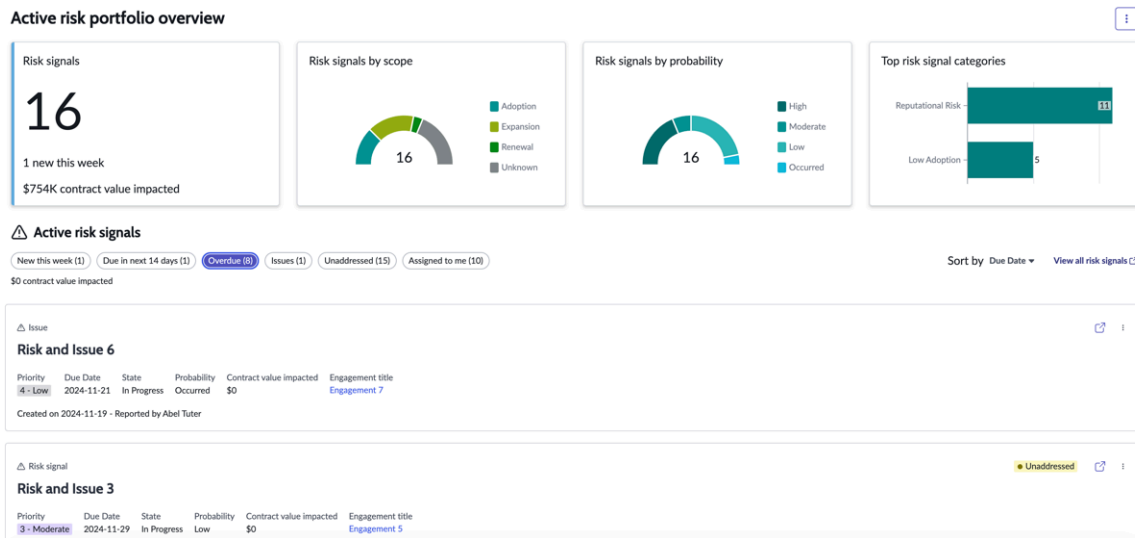 Active risk portfolio overview
Risk signals
16
1 new this week
$754K contract value impacted
Risk signals by scope
16
Adoption
Expansion
Renewal
Unknown
Risk signals by probability
16
High
Moderate
Low
Occurred
Top risk signal categories
Reputational Risk
11
Low Adoption
5
Active risk signals
New this week (1) Due in next 14 days (1) Overdue (8) Issues (1) Unaddressed (15) Assigned to me (10)
Sort by Due Date View all risk signals
$0 contract value impacted
Issue
Risk and Issue 6
Priority Due Date State Probability Contract value impacted Engagement title
4 - Low 2024-11-21 In Progress Occurred $0 Engagement 7
Created on 2024-11-19 - Reported by Abel Tuter
Risk signal
Unaddressed
Risk and Issue 3
Priority Due Date State Probability Contract value impacted Engagement title
3 - Moderate 2024-11-29 In Progress Low $0 Engagement 5